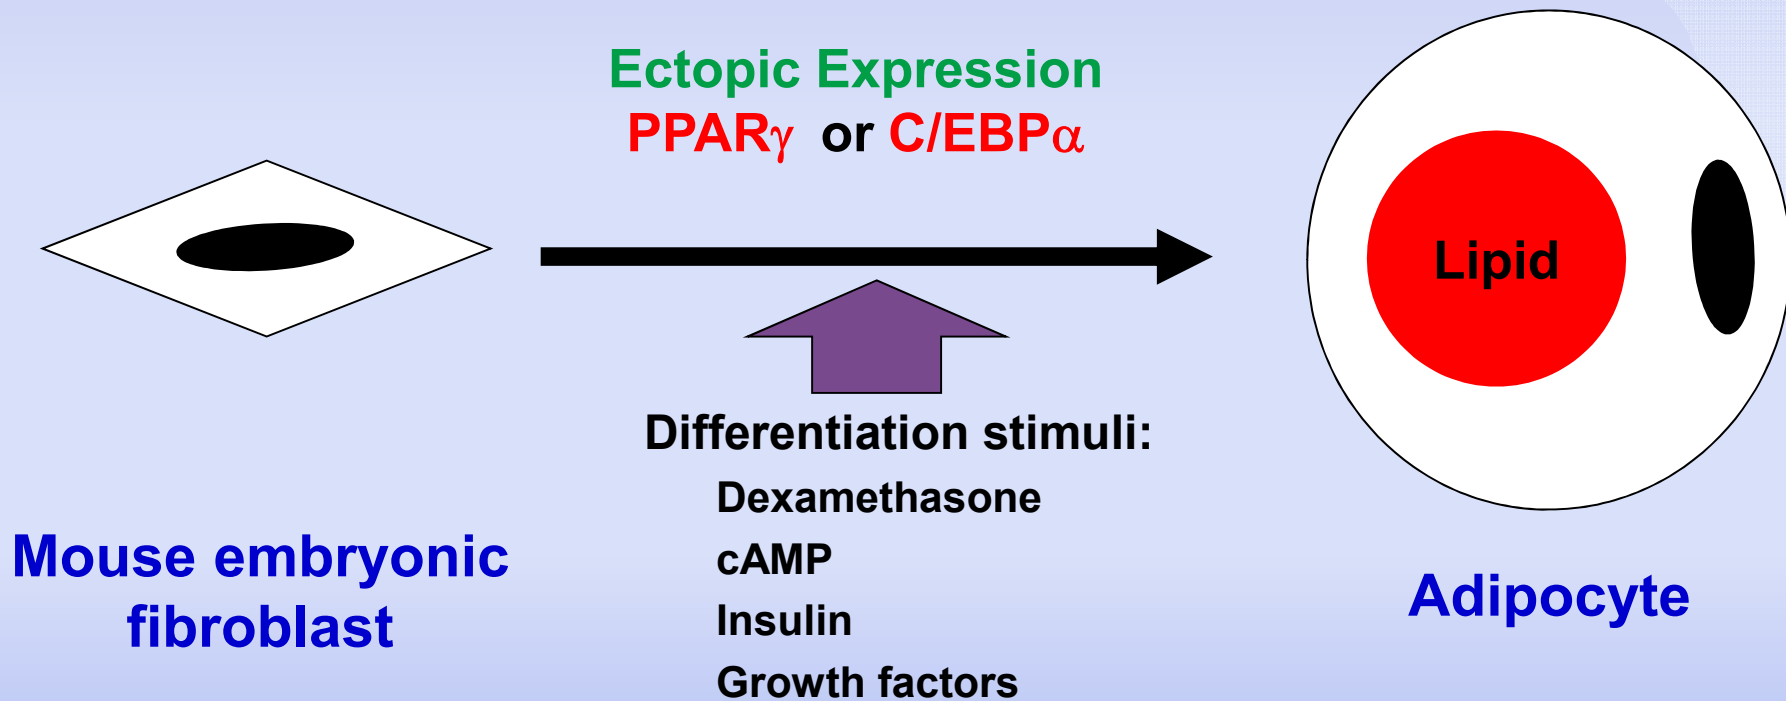 Ectopic Expression
PPARγ or C/EBPα
Lipid
Differentiation stimuli:
Dexamethasone
cAMP
Insulin
Growth factors
Mouse embryonic
fibroblast
Adipocyte